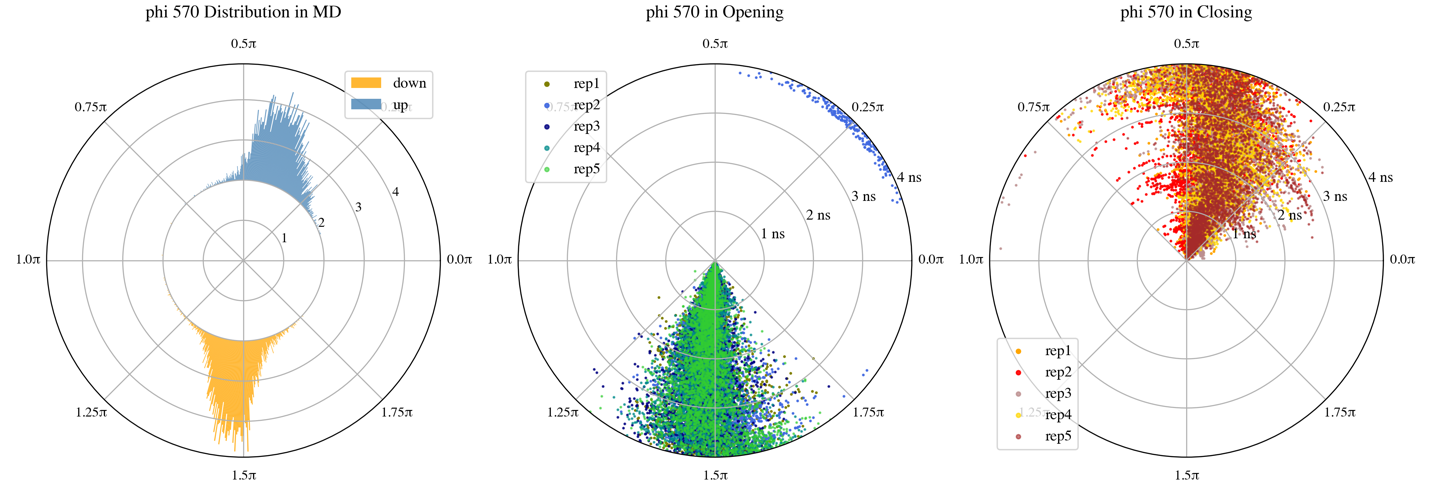 phi 570 Distribution in MD
0.5π
0.75π
down
up
4
3
2
1
1.0π
0.0π
1.25π
1.75π
1.5π
phi 570 in Opening
0.5π
0.75π
0.25π
rep1
rep2
rep3
rep4
rep5
4 ns
3 ns
2 ns
1 ns
1.0π
0.0π
1.25π
1.75π
1.5π
phi 570 in Closing
0.5π
0.75π
0.25π
4 ns
3 ns
2 ns
1 ns
1.0π
0.0π
rep1
rep2
rep3
rep4
rep5
1.25π
1.75π
1.5π